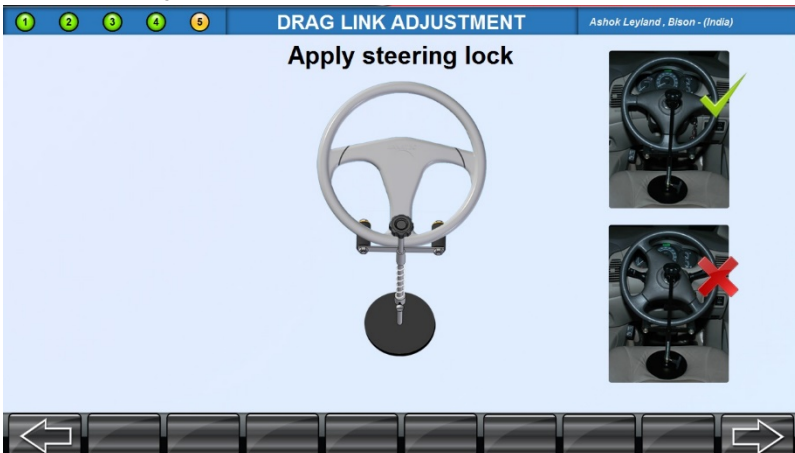 1 2 3 4 5 DRAG LINK ADJUSTMENT Ashok Leyland , Bison - (India)
Apply steering lock